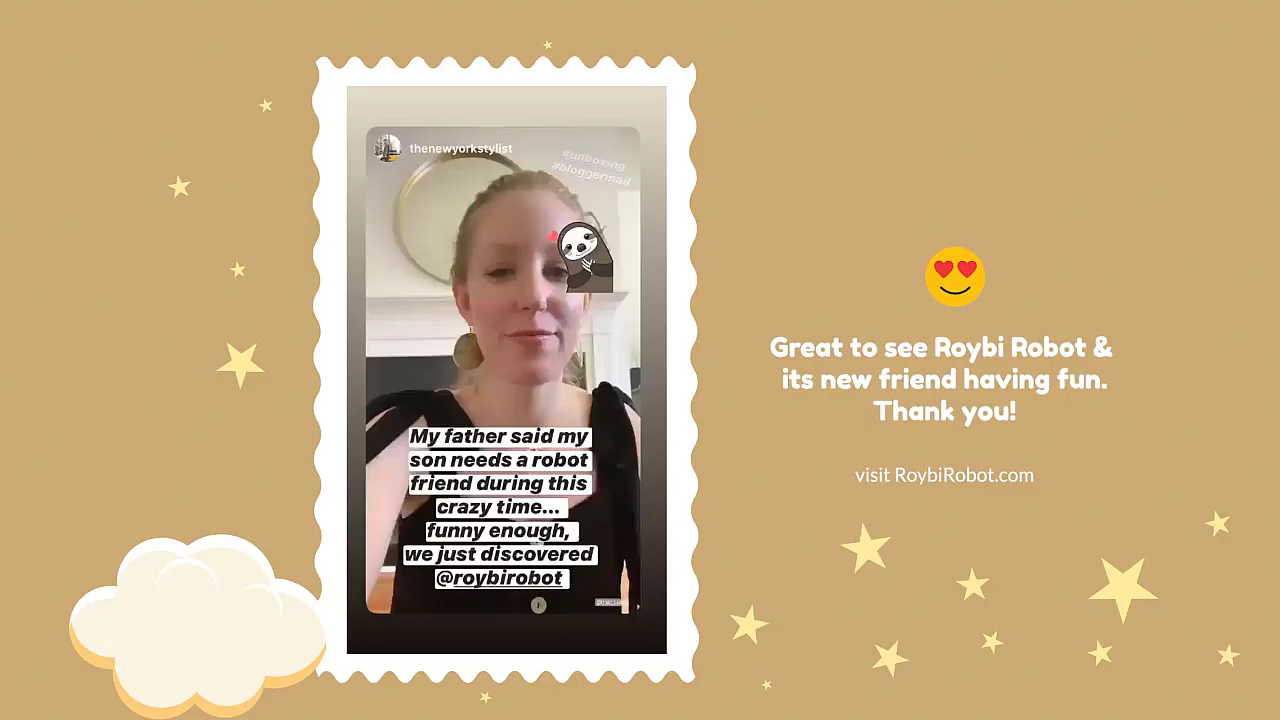 thenewyorkstylist
#unboxing
#bloggermail
My father said my
son needs a robot
friend during this
crazy time...
funny enough,
we just discovered
@roybirobot
Great to see Roybi Robot &
its new friend having fun.
Thank you!
visit RoybiRobot.com